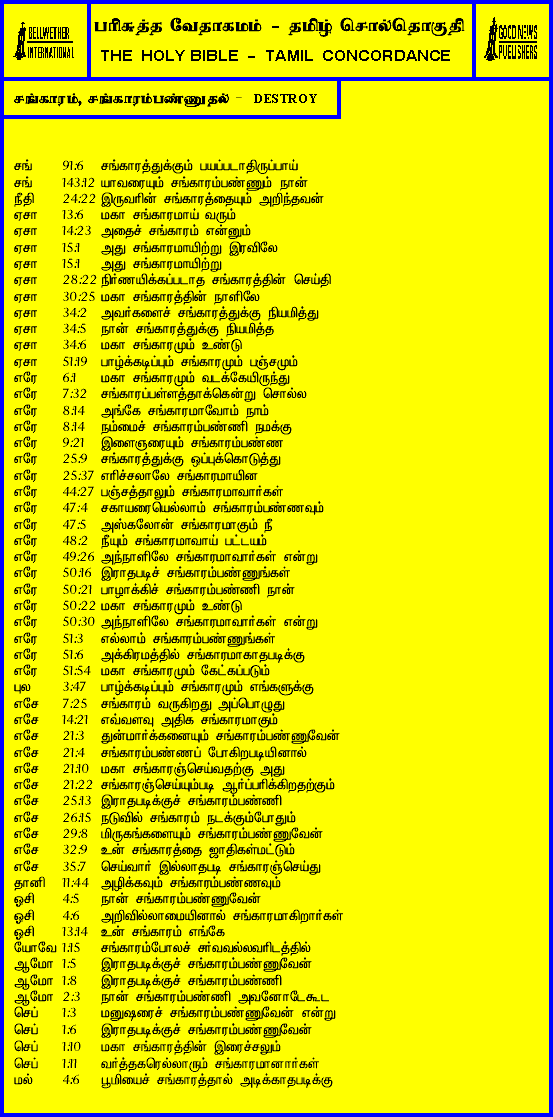 BELLWETHER
INTERNATIONAL
பரிசுத்த வேதாகமம் - தமிழ் சொல்தொகுதி
THE HOLY BIBLE - TAMIL CONCORDANCE
GOOD NEWS
PUBLISHERS
சங்காரம், சங்காரம்பண்ணுதல் - DESTROY
சங் 91:6 சங்காரத்துக்கும் பயப்படாதிருப்பாய்
சங் 143:12 யாவரையும் சங்காரம்பண்ணும் நான்
நீதி 24:22 இருவரின் சங்காரத்தையும் அறிந்தவன்
ஏசா 13:6 மகா சங்காரமாய் வரும்
ஏசா 14:23 அதைச் சங்காரம் என்னும்
ஏசா 15:1 அது சங்காரமாயிற்று இரவிலே
ஏசா 15:1 அது சங்காரமாயிற்று
ஏசா 28:22 நிர்ணயிக்கப்படாத சங்காரத்தின் செய்தி
ஏசா 30:25 மகா சங்காரத்தின் நாளிலே
ஏசா 34:2 அவர்களைச் சங்காரத்துக்கு நியமித்து
ஏசா 34:5 நான் சங்காரத்துக்கு நியமித்த
ஏசா 34:6 மகா சங்காரமும் உண்டு
ஏசா 51:19 பாழ்க்கடிப்பும் சங்காரமும் பஞ்சமும்
எரே 6:1 மகா சங்காரமும் வடக்கேயிருந்து
எரே 7:32 சங்காரப்பள்ளத்தாக்கென்று சொல்ல
எரே 8:14 அங்கே சங்காரமாவோம் நாம்
எரே 8:14 நம்மைச் சங்காரம்பண்ணி நமக்கு
எரே 9:21 இளைஞரையும் சங்காரம்பண்ண
எரே 25:9 சங்காரத்துக்கு ஒப்புக்கொடுத்து
எரே 25:37 எரிச்சலாலே சங்காரமாயின
எரே 44:27 பஞ்சத்தாலும் சங்காரமாவார்கள்
எரே 47:4 சகாயரையெல்லாம் சங்காரம்பண்ணவும்
எரே 47:5 அஸ்கலோன் சங்காரமாகும் நீ
எரே 48:2 நீயும் சங்காரமாவாய் பட்டயம்
எரே 49:26 அந்நாளிலே சங்காரமாவார்கள் என்று
எரே 50:16 இராதபடிச் சங்காரம்பண்ணுங்கள்
எரே 50:21 பாழாக்கிச் சங்காரம்பண்ணி நான்
எரே 50:22 மகா சங்காரமும் உண்டு
எரே 50:30 அந்நாளிலே சங்காரமாவார்கள் என்று
எரே 51:3 எல்லாம் சங்காரம்பண்ணுங்கள்
எரே 51:6 அக்கிரமத்தில் சங்காரமாகாதபடிக்கு
எரே 51:54 மகா சங்காரமும் கேட்கப்படும்
புல 3:47 பாழ்க்கடிப்பும் சங்காரமும் எங்களுக்கு
எசே 7:25 சங்காரம் வருகிறது அப்பொழுது
எசே 14:21 எவ்வளவு அதிக சங்காரமாகும்
எசே 21:3 துன்மார்க்கனையும் சங்காரம்பண்ணுவேன்
எசே 21:4 சங்காரம்பண்ணப் போகிறபடியினால்
எசே 21:10 மகா சங்காரஞ்செய்வதற்கு அது
எசே 21:22 சங்காரஞ்செய்யும்படி ஆர்ப்பரிக்கிறதற்கும்
எசே 25:13 இராதபடிக்குச் சங்காரம்பண்ணி
எசே 26:15 நடுவில் சங்காரம் நடக்கும்போதும்
எசே 29:8 மிருகங்களையும் சங்காரம்பண்ணுவேன்
எசே 32:9 உன் சங்காரத்தை ஜாதிகள்மட்டும்
எசே 35:7 செய்வார் இல்லாதபடி சங்காரஞ்செய்து
தானி 11:44 அழிக்கவும் சங்காரம்பண்ணவும்
ஓசி 4:5 நான் சங்காரம்பண்ணுவேன்
ஓசி 4:6 அறிவில்லாமையினால் சங்காரமாகிறார்கள்
ஓசி 13:14 உன் சங்காரம் எங்கே
யோவே 1:15 சங்காரம்போலச் சர்வவல்லவரிடத்தில்
ஆமோ 1:5 இராதபடிக்குச் சங்காரம்பண்ணுவேன்
ஆமோ 1:8 இராதபடிக்குச் சங்காரம்பண்ணி
ஆமோ 2:3 நான் சங்காரம்பண்ணி அவனோடேகூட
செப் 1:3 மனுஷரைச் சங்காரம்பண்ணுவேன் என்று
செப் 1:6 இராதபடிக்குச் சங்காரம்பண்ணுவேன்
செப் 1:10 மகா சங்காரத்தின் இரைச்சலும்
செப் 1:11 வர்த்தகரெல்லாரும் சங்காரமானார்கள்
மல் 4:6 பூமியைச் சங்காரத்தால் அடிக்காதபடிக்கு